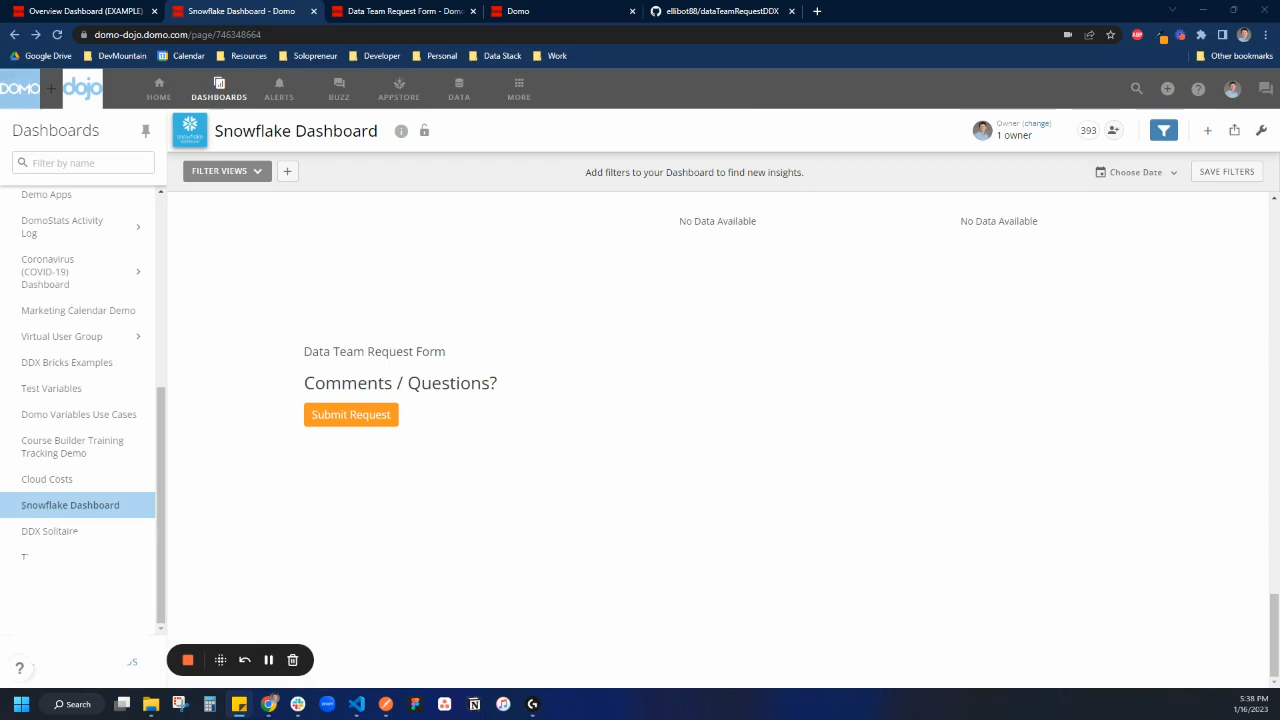 Overview Dashboard (EXAMPLE)
Snowflake Dashboard - Domo
Data Team Request Form - Domo
Domo
ellibot88/dataTeamRequestDDX
domo-dojo.domo.com/page/746348664
Google Drive
DevMountain
Calendar
Resources
Solopreneur
Developer
Personal
Data Stack
Work
Other bookmarks
DOMO
dojo
HOME
DASHBOARDS
ALERTS
BUZZ
APPSTORE
DATA
MORE
Dashboards
Snowflake Dashboard
Owner (change)
1 owner
393
Filter by name
FILTER VIEWS
Add filters to your Dashboard to find new insights.
Choose Date
SAVE FILTERS
Demo Apps
DomoStats Activity
Log
Coronavirus
(COVID-19)
Dashboard
Marketing Calendar Demo
Virtual User Group
DDX Bricks Examples
Test Variables
Domo Variables Use Cases
Course Builder Training
Tracking Demo
Cloud Costs
Snowflake Dashboard
DDX Solitaire
No Data Available
No Data Available
Data Team Request Form
Comments / Questions?
Submit Request
Search
5:38 PM
1/16/2023